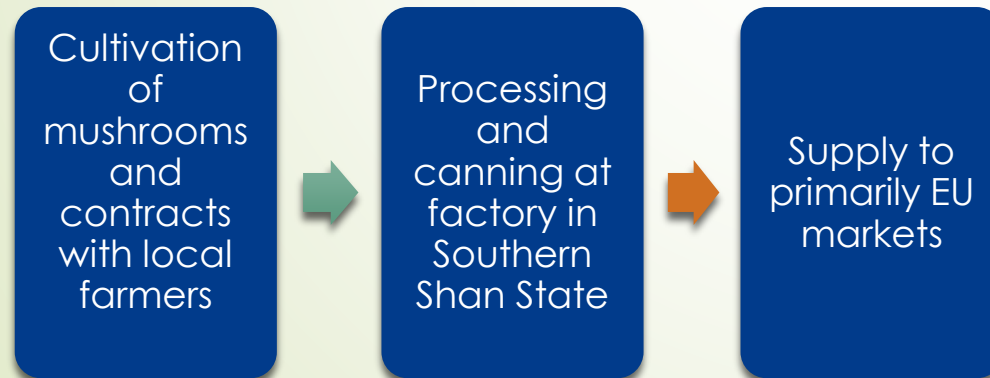 Cultivation
of
mushrooms
and
contracts
with local
farmers
Processing
and
canning at
factory in
Southern
Shan State
Supply to
primarily EU
markets